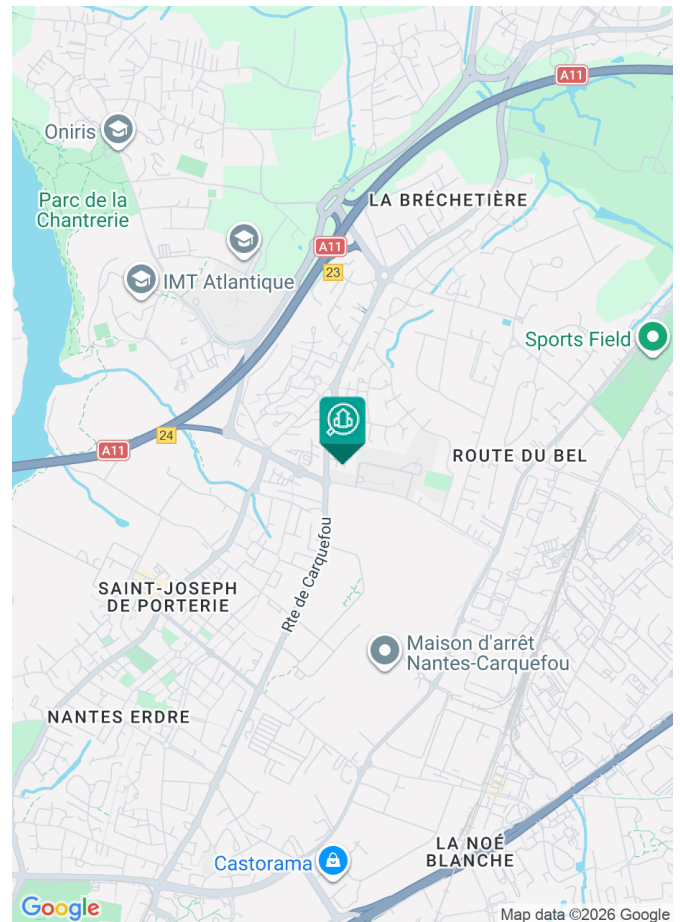 A11
Oniris
Parc de la
Chantrerie
LA BRÉCHETIÈRE
A11
23
IMT Atlantique
Sports Field
24
A11
ROUTE DU BEL
Rte de Carquefou
SAINT-JOSEPH
DE PORTERIE
Maison d'arrêt
Nantes-Carquefou
NANTES ERDRE
LA NOÉ
BLANCHE
Castorama
Google
Map data ©2026 Google